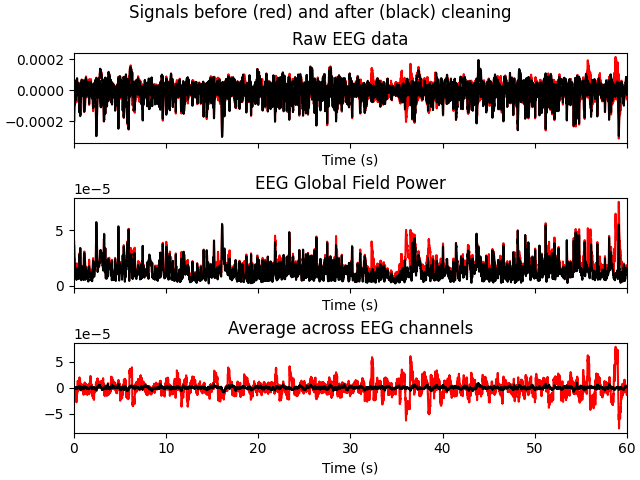 Signals before (red) and after (black) cleaning
Raw EEG data
0.0002
0.0000
−0.0002
Time (s)
EEG Global Field Power
1e−5
5
0
Time (s)
Average across EEG channels
1e−5
5
0
−5
0 10 20 30 40 50 60
Time (s)